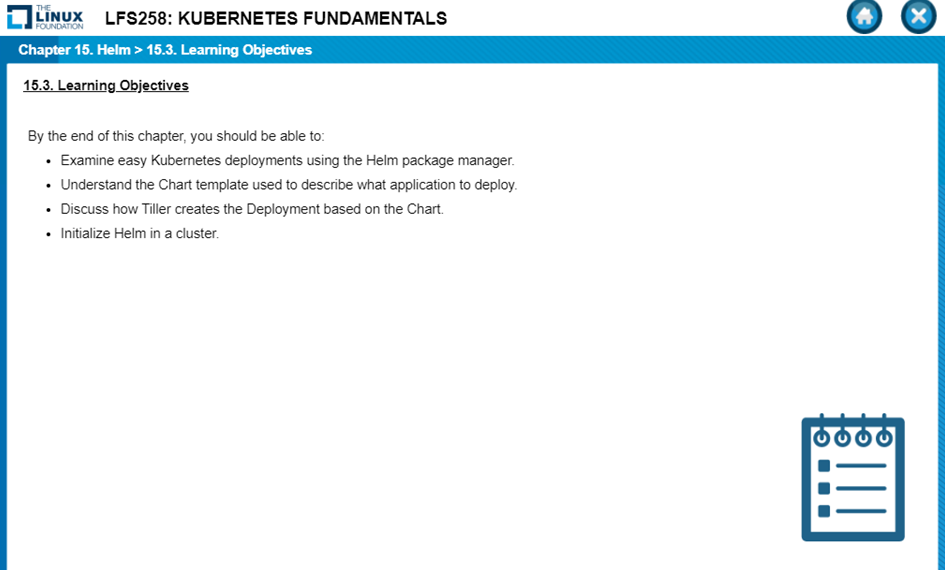 THE
LINUX
FOUNDATION
LFS258: KUBERNETES FUNDAMENTALS
Chapter 15. Helm > 15.3. Learning Objectives
15.3. Learning Objectives
By the end of this chapter, you should be able to:
• Examine easy Kubernetes deployments using the Helm package manager.
• Understand the Chart template used to describe what application to deploy.
• Discuss how Tiller creates the Deployment based on the Chart.
• Initialize Helm in a cluster.